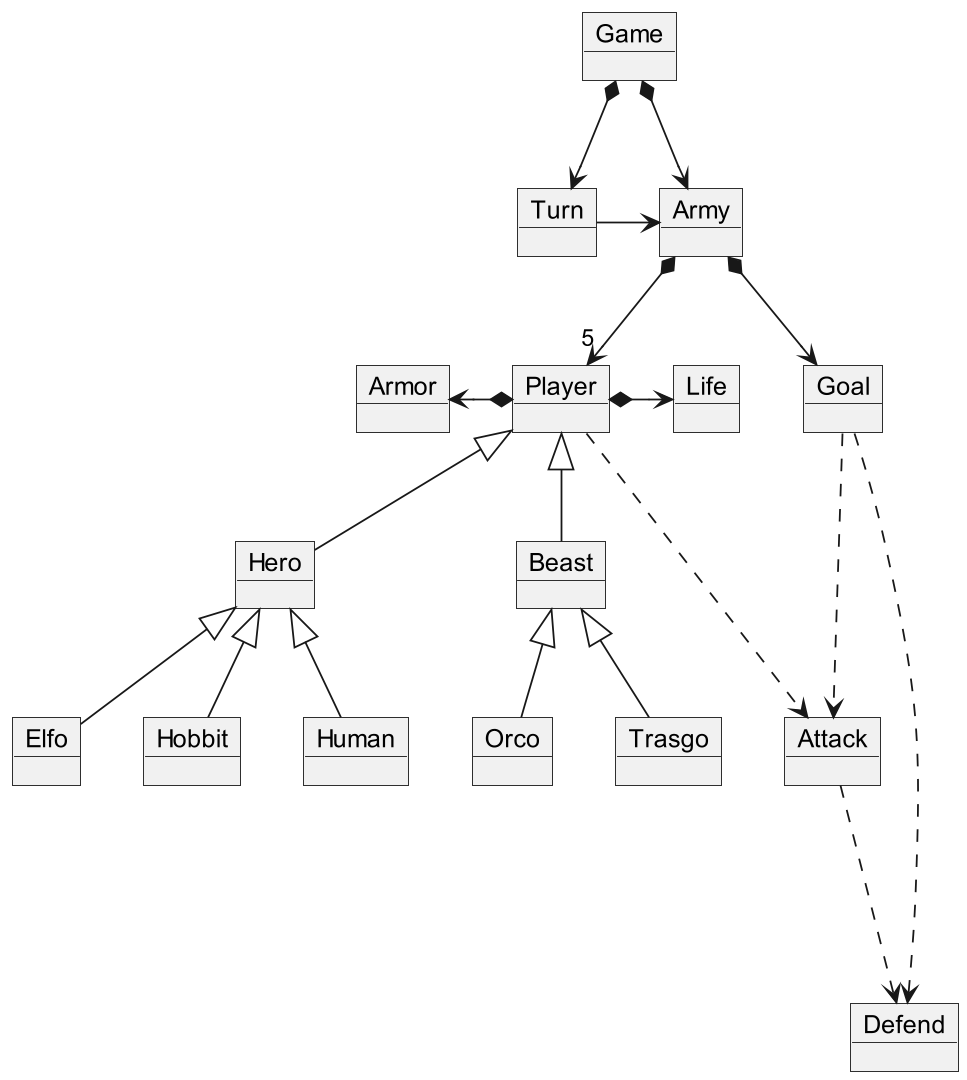 Game
Turn
Army
5
Armor
Player
Life
Goal
Hero
Beast
Elfo
Hobbit
Human
Orco
Trasgo
Attack
Defend